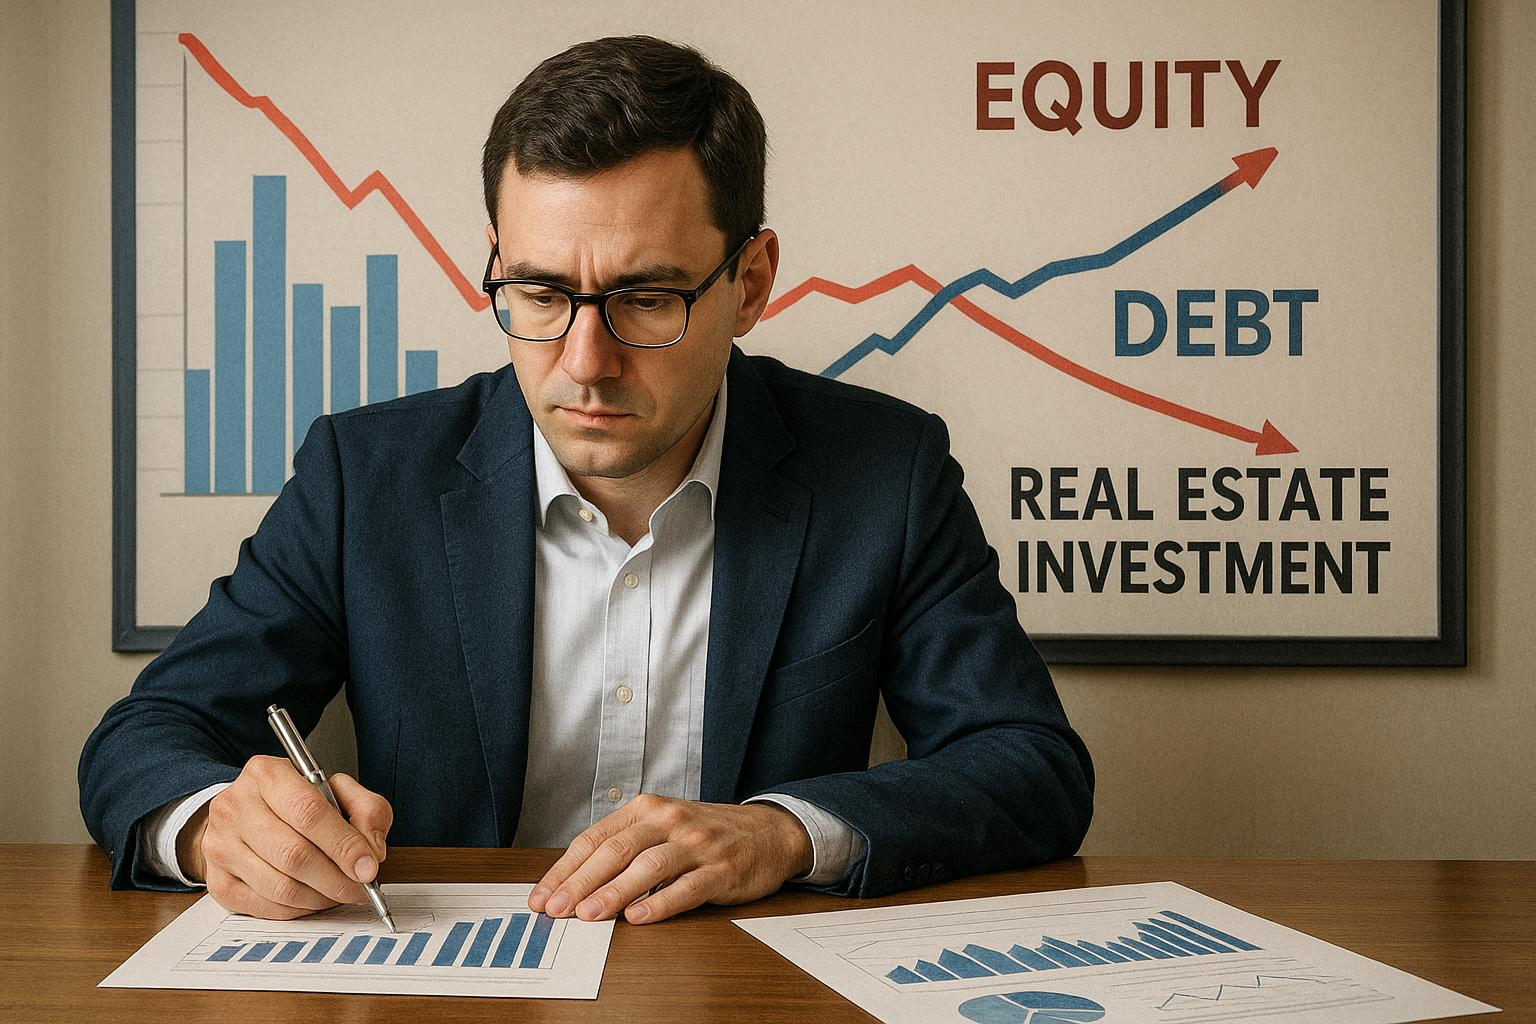 EQUITY
DEBT
REAL ESTATE
INVESTMENT